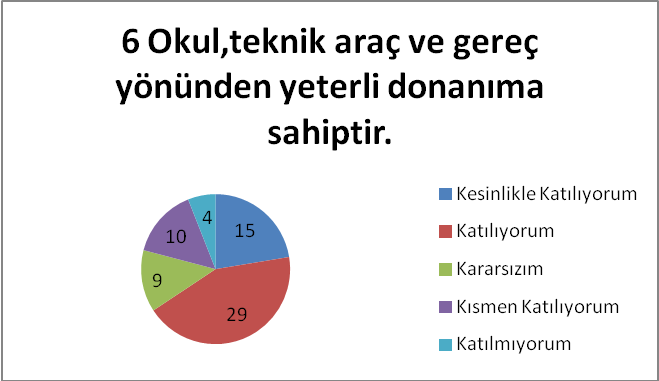 6 Okul,teknik araç ve gereç
yönünden yeterli donanıma
sahiptir.
15
29
9
10
4
Kesinlikle Katılıyorum
Katılıyorum
Kararsızım
Kısmen Katılıyorum
Katılmıyorum